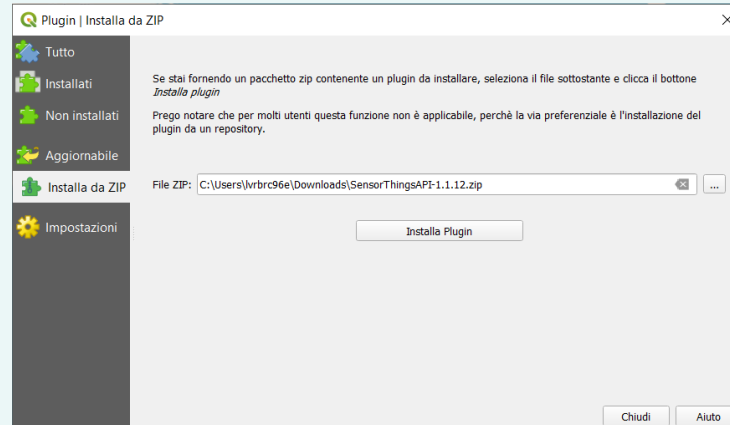 Plugin | Installa da ZIP
Tutto
Installati
Non installati
Aggiornabile
Installa da ZIP
Impostazioni
Se stai fornendo un pacchetto zip contenente un plugin da installare, seleziona il file sottostante e clicca il bottone
Installa plugin
Prego notare che per molti utenti questa funzione non è applicabile, perchè la via preferenziale è l'installazione del
plugin da un repository.
File ZIP: C:\Users\lvrbrc96e\Downloads\SensorThingsAPI-1.1.12.zip
...
Installa Plugin
Chiudi
Aiuto